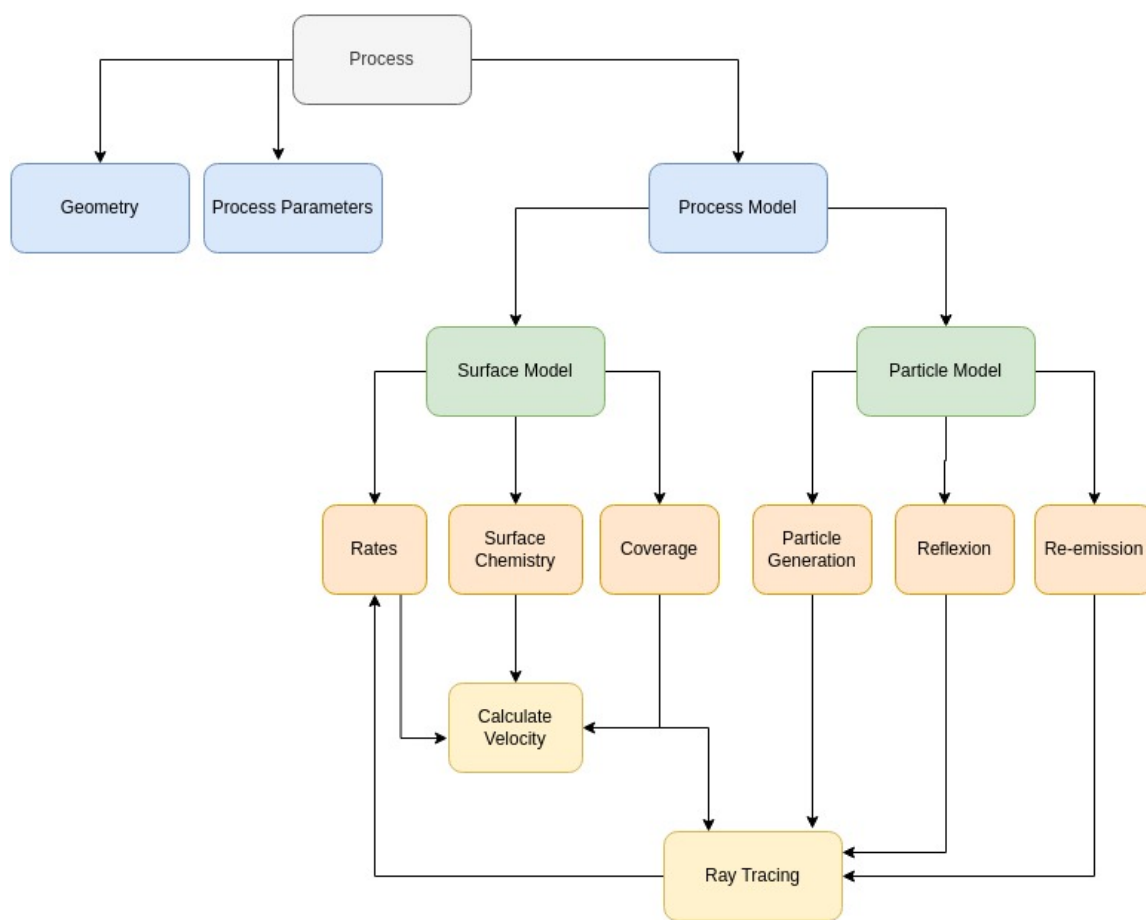 Process
Geometry
Process Parameters
Process Model
Surface Model
Particle Model
Rates
Surface
Chemistry
Coverage
Particle
Generation
Reflexion
Re-emission
Calculate
Velocity
Ray Tracing